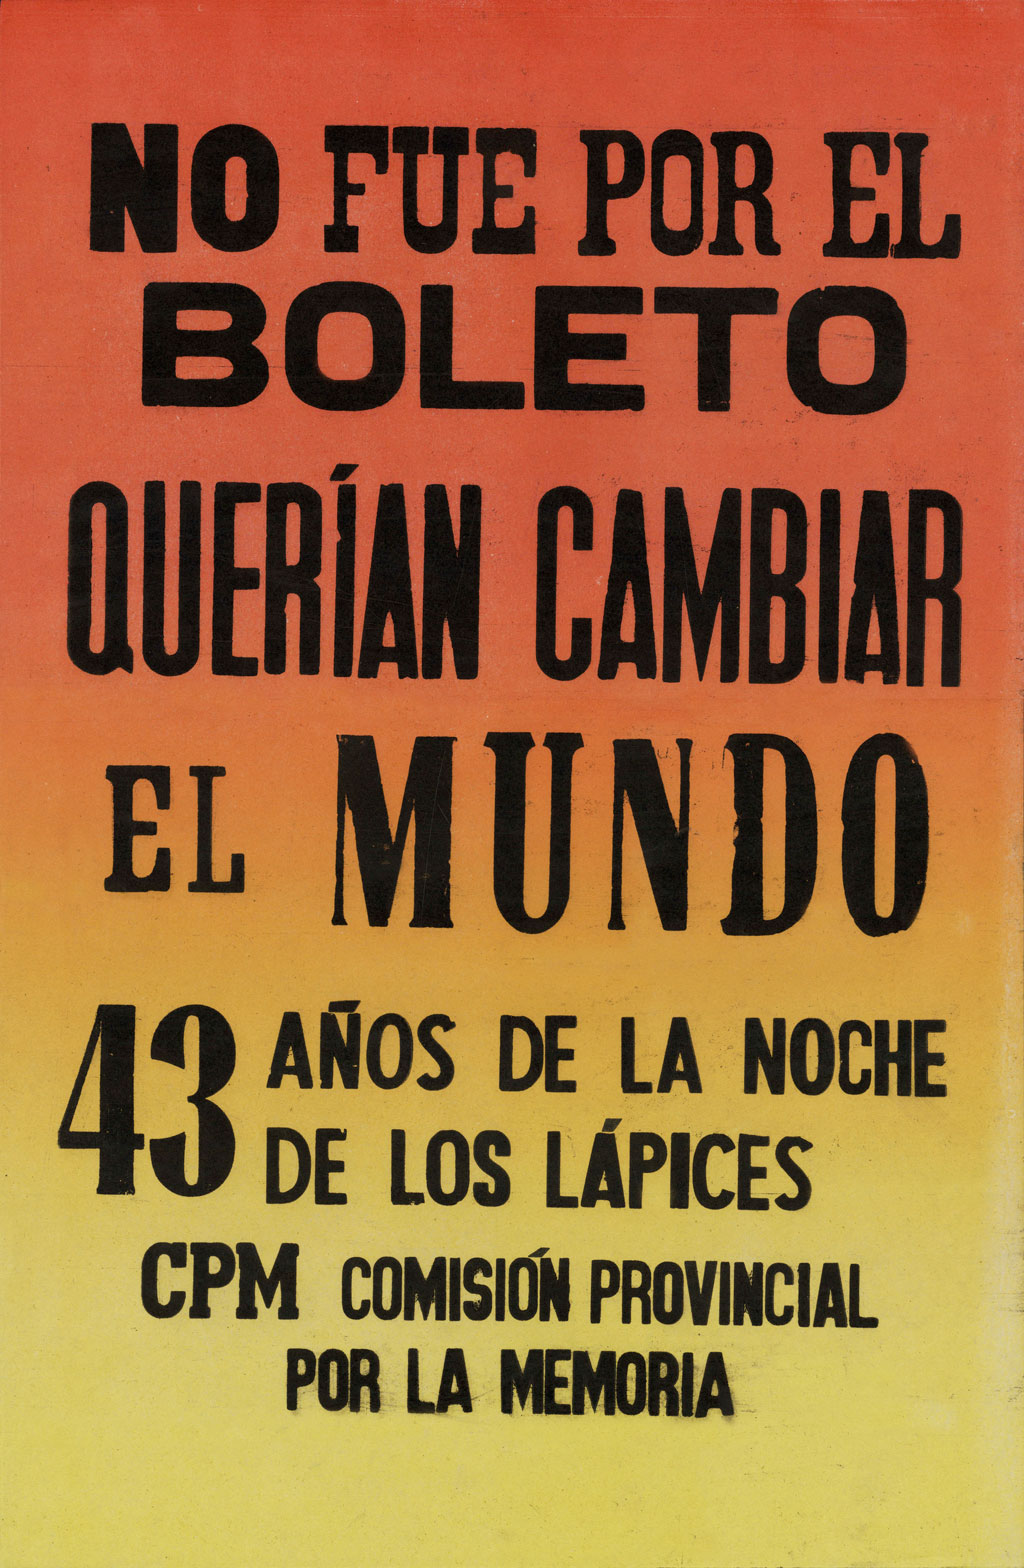 NO FUE POR EL
BOLETO
QUERÍAN CAMBIAR
EL MUNDO
43 AÑOS DE LA NOCHE
DE LOS LÁPICES
CPM COMISIÓN PROVINCIAL
POR LA MEMORIA